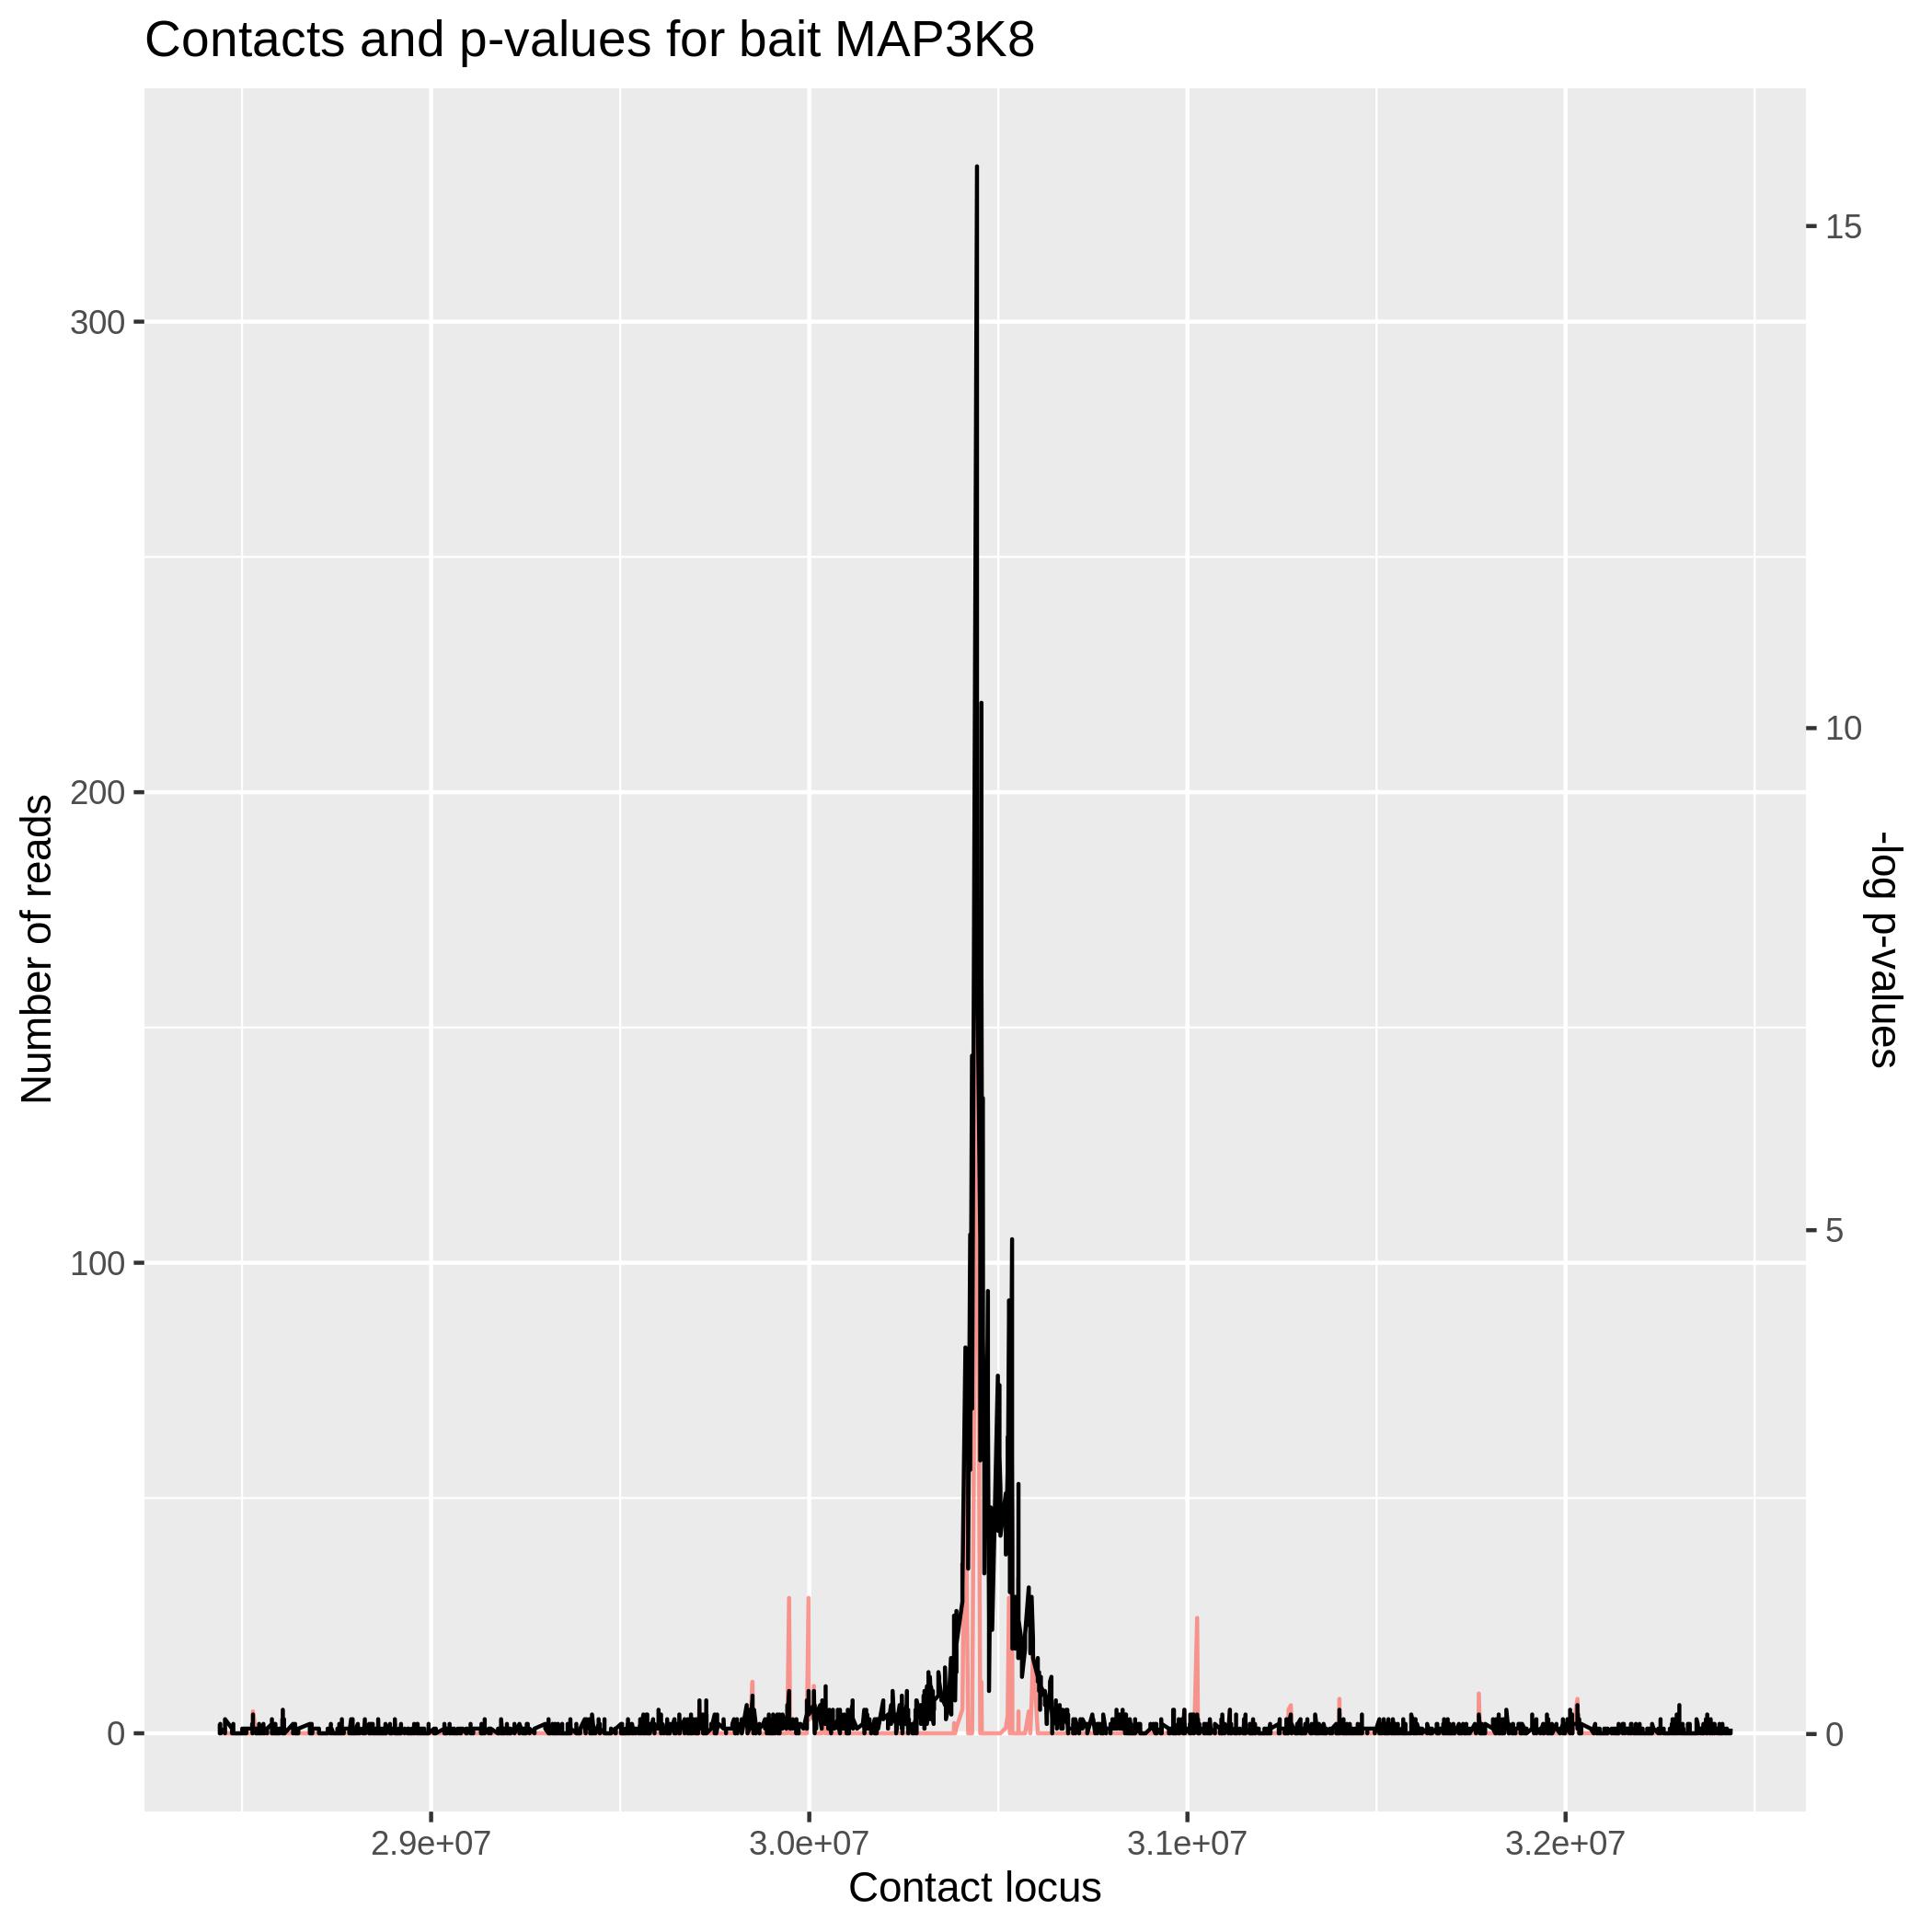 Contacts and p-values for bait MAP3K8
300
200
100
0
Number of reads
15
10
5
0
-log p-values
2.9e+07
3.0e+07
3.1e+07
3.2e+07
Contact locus